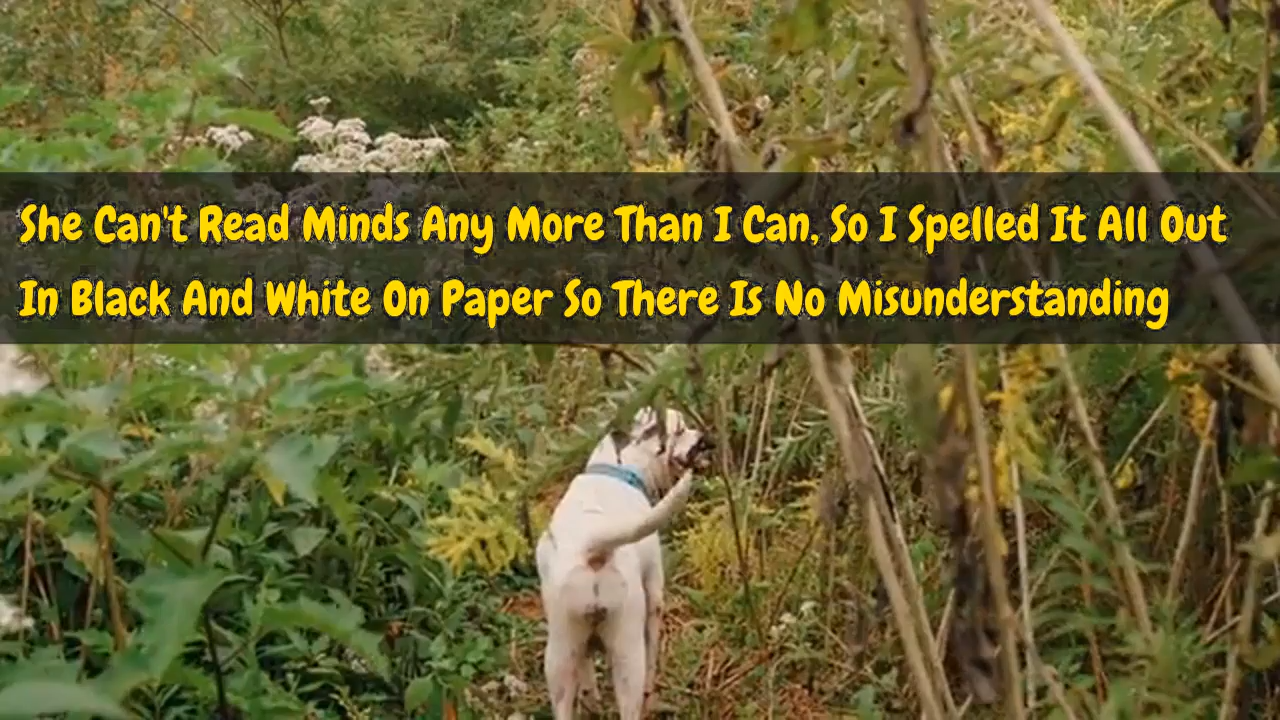 She Can't Read Minds Any More Than I Can, So I Spelled It All Out
In Black And White On Paper So There Is No Misunderstanding